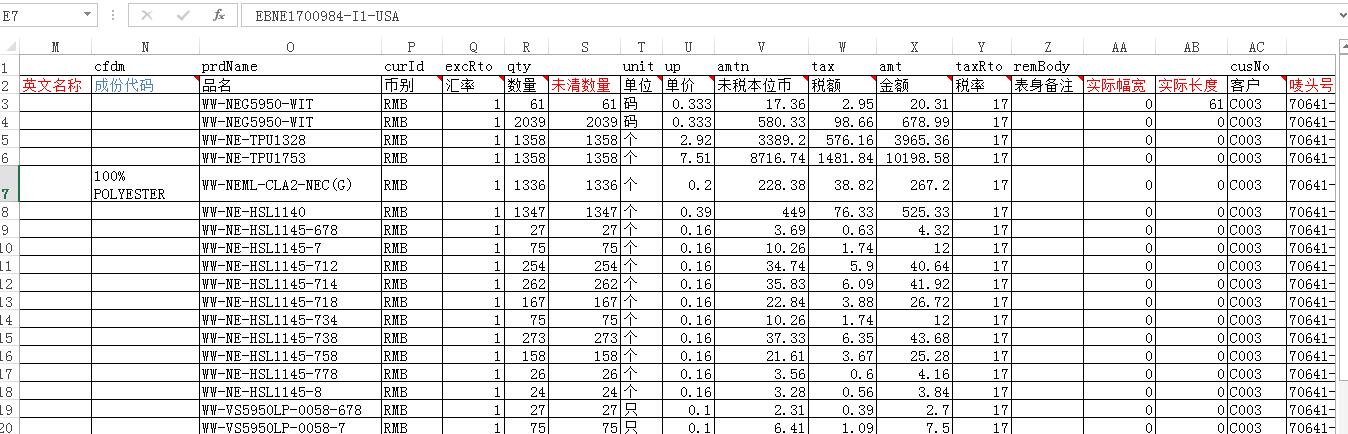 E7 fx EBNE1700984-I1-USA
M N O P Q R S T U V W X Y Z AA AB AC
1 cfdm prdName curId excRto qty unit up amtn tax amt taxRto remBody cusNo
2 英文名称 成份代码 品名 币别 汇率 数量 未清数量 单位 单价 未税本位币 税额 金额 税率 表身备注 实际幅宽 实际长度 客户 唛头号
3 WW-NEG5950-WIT RMB 1 61 61 码 0.333 17.36 2.95 20.31 17 0 61 C003 70641-
4 WW-NEG5950-WIT RMB 1 2039 2039 码 0.333 580.33 98.66 678.99 17 0 0 C003 70641-
5 WW-NE-TPU1328 RMB 1 1358 1358 个 2.92 3389.2 576.16 3965.36 17 0 0 C003 70641-
6 WW-NE-TPU1753 RMB 1 1358 1358 个 7.51 8716.74 1481.84 10198.58 17 0 0 C003 70641-
100%
7 POLYESTER WW-NEML-CLA2-NEC(G) RMB 1 1336 1336 个 0.2 228.38 38.82 267.2 17 0 0 C003 70641-
8 WW-NE-HSL1140 RMB 1 1347 1347 个 0.39 449 76.33 525.33 17 0 0 C003 70641-
9 WW-NE-HSL1145-678 RMB 1 27 27 个 0.16 3.69 0.63 4.32 17 0 0 C003 70641-
10 WW-NE-HSL1145-7 RMB 1 75 75 个 0.16 10.26 1.74 12 17 0 0 C003 70641-
11 WW-NE-HSL1145-712 RMB 1 254 254 个 0.16 34.74 5.9 40.64 17 0 0 C003 70641-
12 WW-NE-HSL1145-714 RMB 1 262 262 个 0.16 35.83 6.09 41.92 17 0 0 C003 70641-
13 WW-NE-HSL1145-718 RMB 1 167 167 个 0.16 22.84 3.88 26.72 17 0 0 C003 70641-
14 WW-NE-HSL1145-734 RMB 1 75 75 个 0.16 10.26 1.74 12 17 0 0 C003 70641-
15 WW-NE-HSL1145-738 RMB 1 273 273 个 0.16 37.33 6.35 43.68 17 0 0 C003 70641-
16 WW-NE-HSL1145-758 RMB 1 158 158 个 0.16 21.61 3.67 25.28 17 0 0 C003 70641-
17 WW-NE-HSL1145-778 RMB 1 26 26 个 0.16 3.56 0.6 4.16 17 0 0 C003 70641-
18 WW-NE-HSL1145-8 RMB 1 24 24 个 0.16 3.28 0.56 3.84 17 0 0 C003 70641-
19 WW-VS5950LP-0058-678 RMB 1 27 27 只 0.1 2.31 0.39 2.7 17 0 0 C003 70641-
20 WW-VS5950LP-0058-7 RMB 1 75 75 只 0.1 6.41 1.09 7.5 17 0 0 C003 70641-